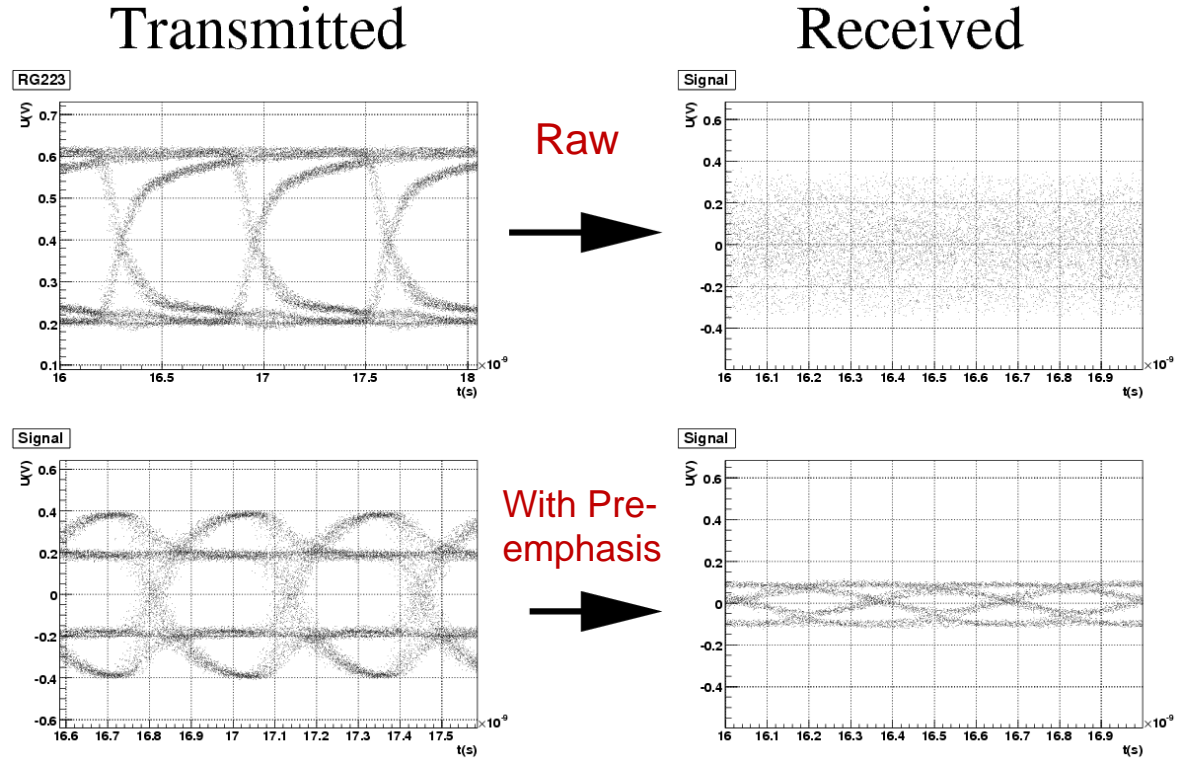 Transmitted
Received
RG223
u(V)
0.7
0.6
0.5
0.4
0.3
0.2
0.1
16 16.5 17 17.5 18
×10⁻⁹
t(s)
Raw
Signal
u(V)
0.6
0.4
0.2
0
-0.2
-0.4
16 16.1 16.2 16.3 16.4 16.5 16.6 16.7 16.8 16.9
×10⁻⁹
t(s)
Signal
u(V)
0.6
0.4
0.2
0
-0.2
-0.4
-0.6
16.6 16.7 16.8 16.9 17 17.1 17.2 17.3 17.4 17.5
×10⁻⁹
t(s)
With Pre-
emphasis
Signal
u(V)
0.6
0.4
0.2
0
-0.2
-0.4
16 16.1 16.2 16.3 16.4 16.5 16.6 16.7 16.8 16.9
×10⁻⁹
t(s)